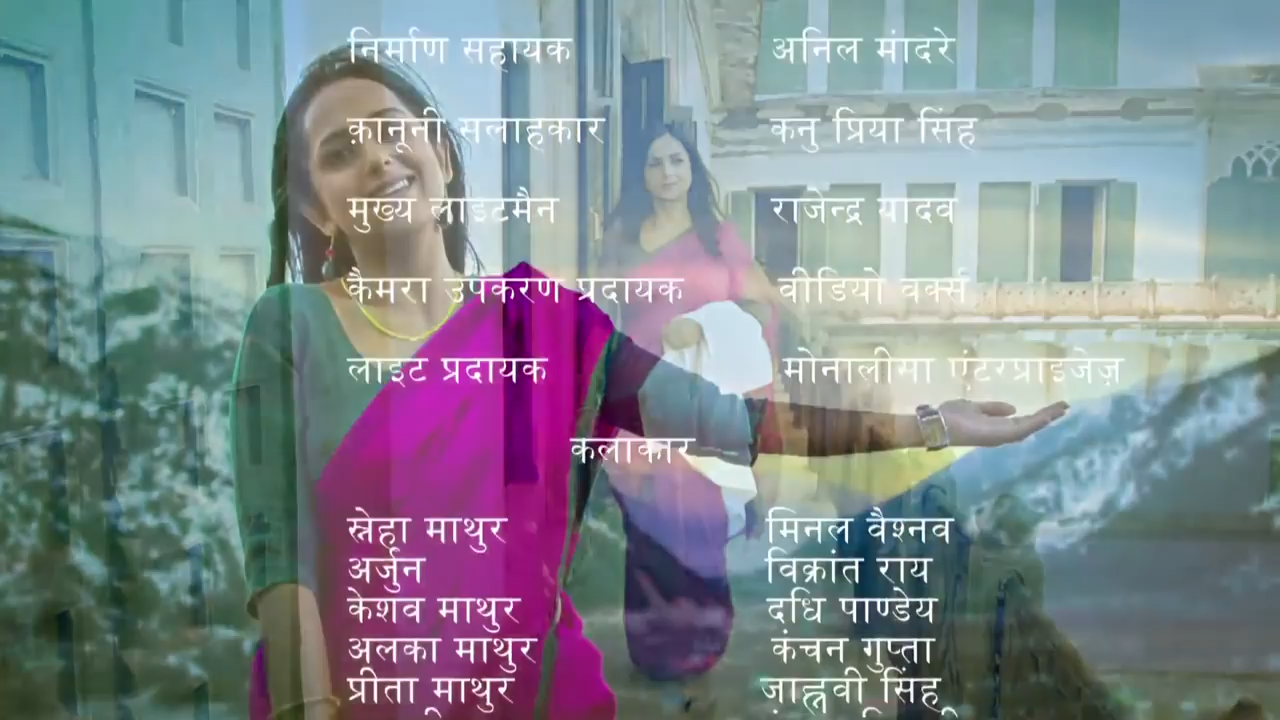 निर्माण सहायक अनिल मांदरे
क़ानूनी सलाहकार कनु प्रिया सिंह
मुख्य लाइटमैन राजेन्द्र यादव
कैमरा उपकरण प्रदायक वीडियो वर्क्स
लाइट प्रदायक मोनालीसा एंटरप्राइजेज़
कलाकार
स्नेहा माथुर मिनल वैश्नव
अर्जुन विक्रांत राय
केशव माथुर दधि पाण्डेय
अलका माथुर कंचन गुप्ता
प्रीता माथुर ज़ाह्नवी सिंह